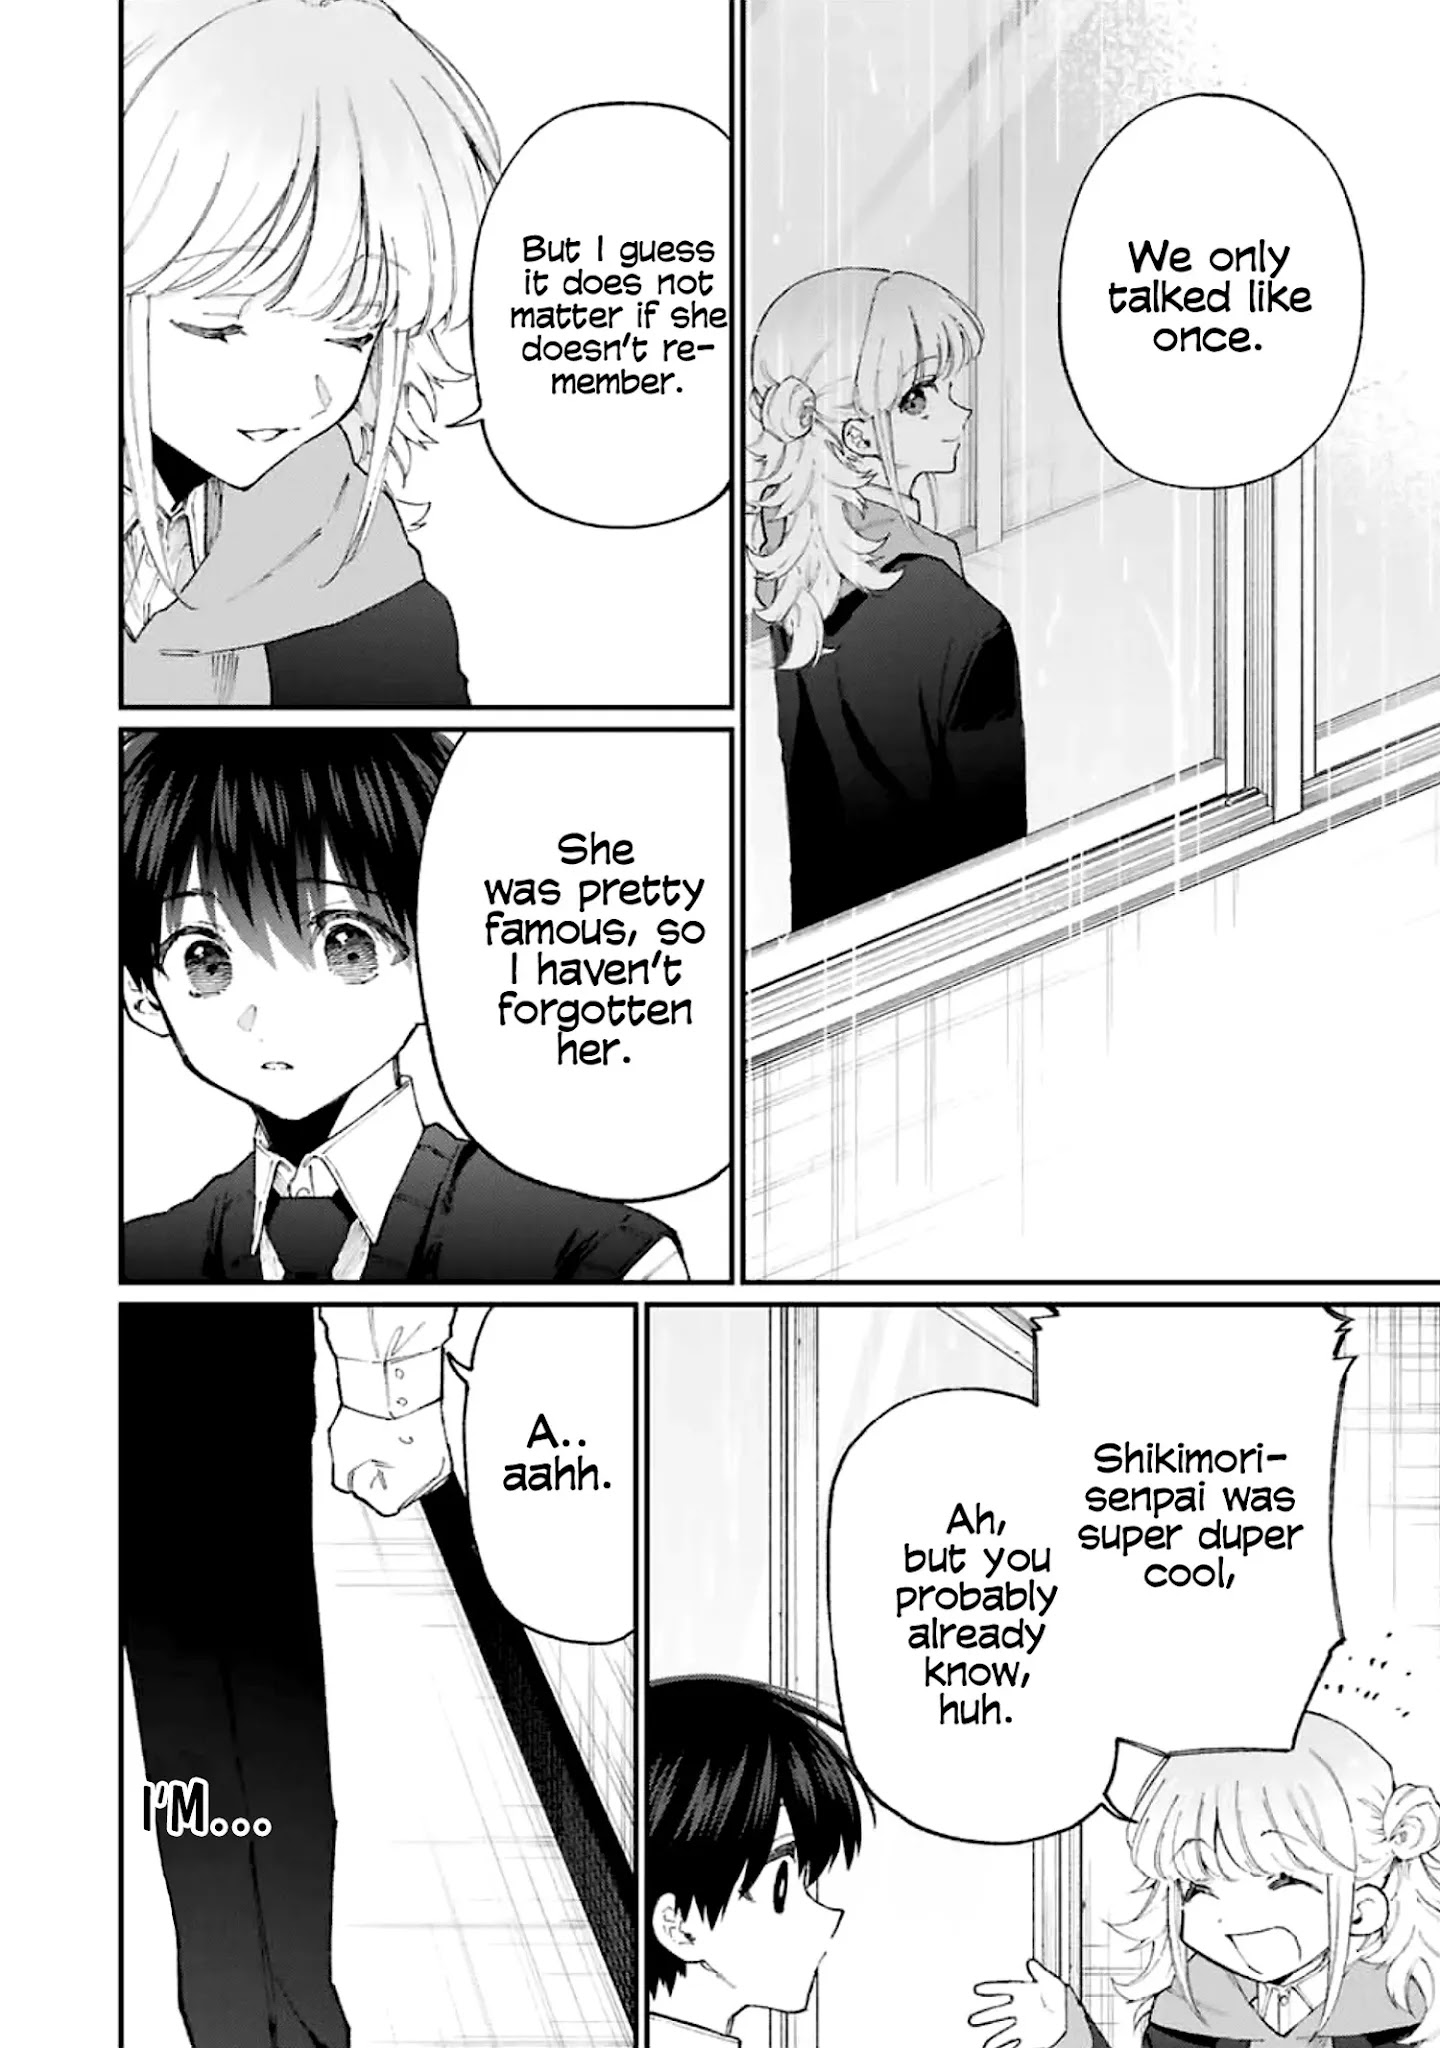 We only
talked like
once.
But I guess
it does not
matter if she
doesn't re-
member.
She
was pretty
famous, so
I haven't
forgotten
her.
Shikimori-
senpai was
super duper
cool,
Ah,
but you
probably
already
know,
huh.
A..
aahh.
I'M...